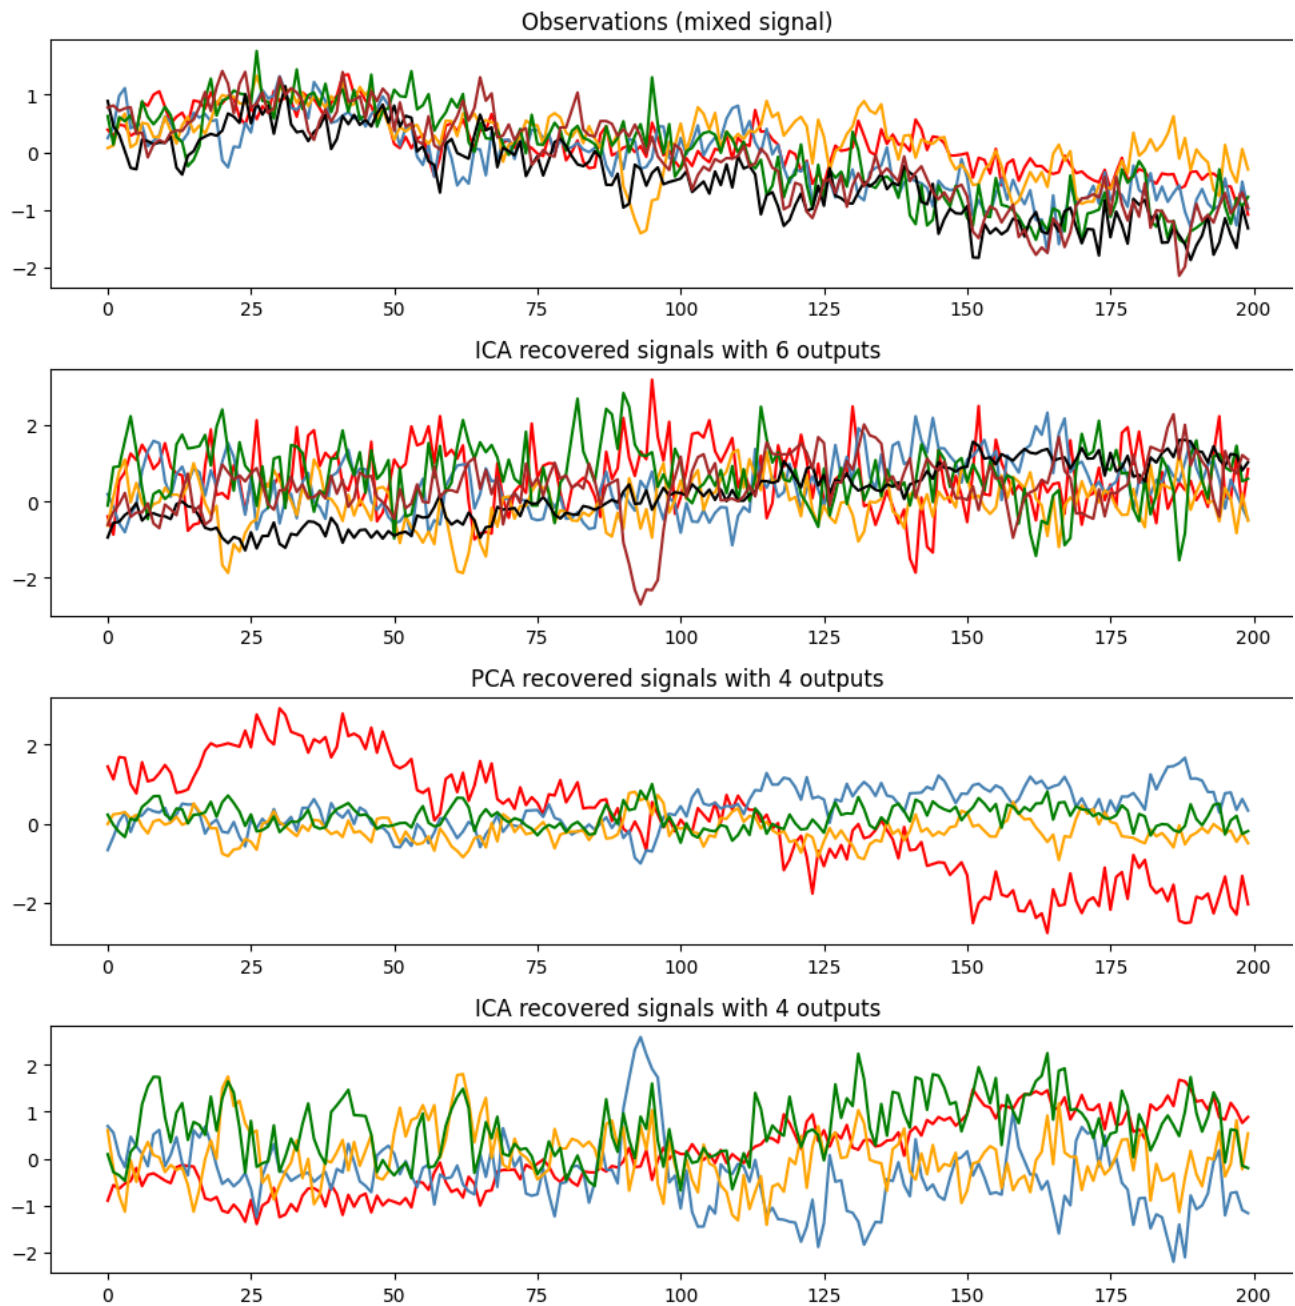 Observations (mixed signal)
1
0
−1
−2
0 25 50 75 100 125 150 175 200
ICA recovered signals with 6 outputs
2
0
−2
0 25 50 75 100 125 150 175 200
PCA recovered signals with 4 outputs
2
0
−2
0 25 50 75 100 125 150 175 200
ICA recovered signals with 4 outputs
2
1
0
−1
−2
0 25 50 75 100 125 150 175 200